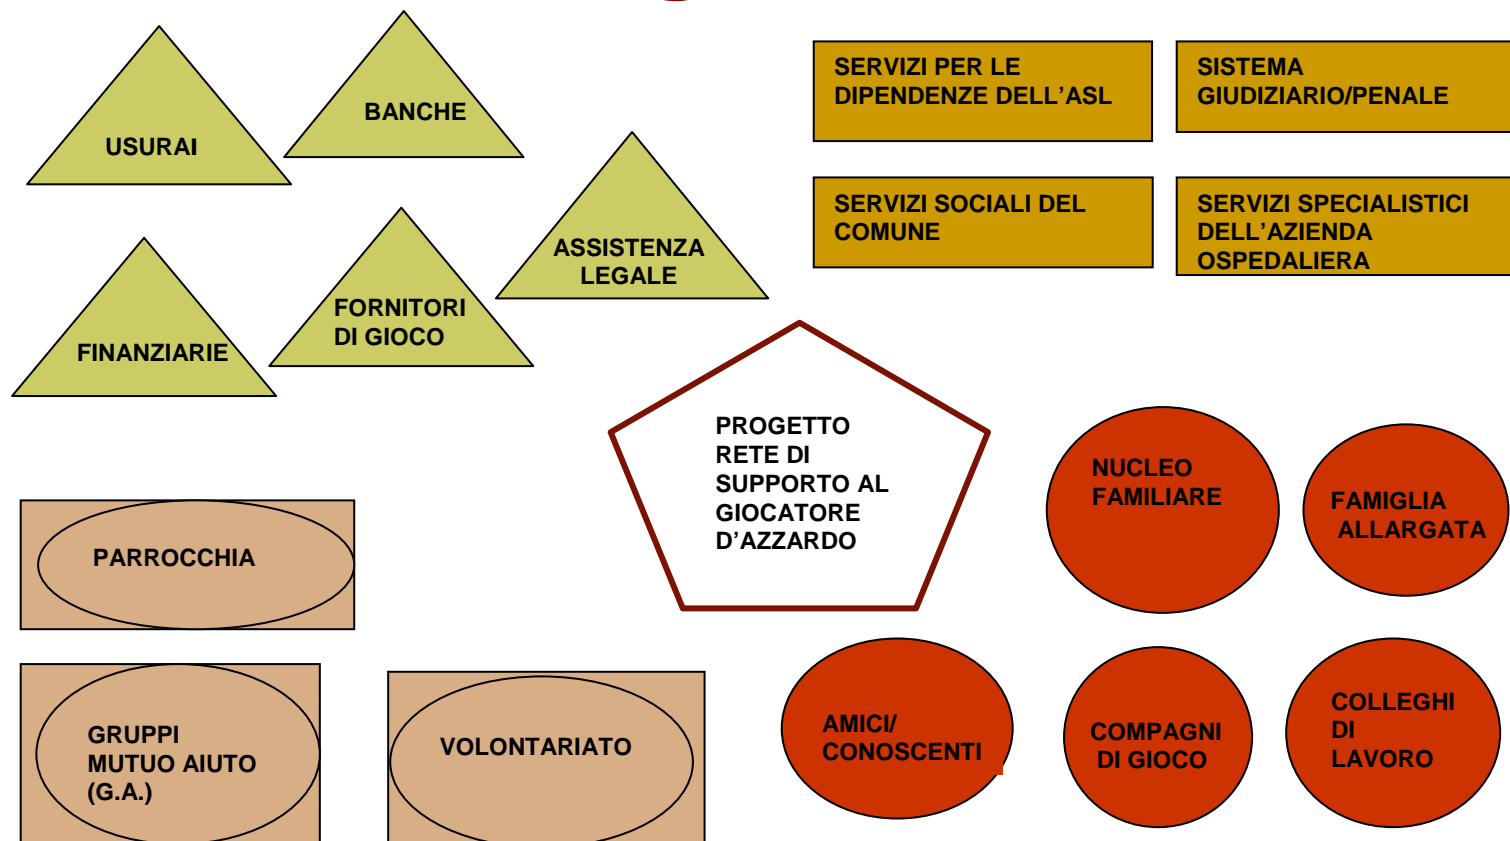 USURAI
BANCHE
ASSISTENZA
LEGALE
FINANZIARIE
FORNITORI
DI GIOCO
SERVIZI PER LE
DIPENDENZE DELL'ASL
SISTEMA
GIUDIZIARIO/PENALE
SERVIZI SOCIALI DEL
COMUNE
SERVIZI SPECIALISTICI
DELL'AZIENDA
OSPEDALIERA
PROGETTO
RETE DI
SUPPORTO AL
GIOCATORE
D'AZZARDO
NUCLEO
FAMILIARE
FAMIGLIA
ALLARGATA
PARROCCHIA
GRUPPI
MUTUO AIUTO
(G.A.)
VOLONTARIATO
AMICI/
CONOSCENTI
COMPAGNI
DI GIOCO
COLLEGHI
DI
LAVORO